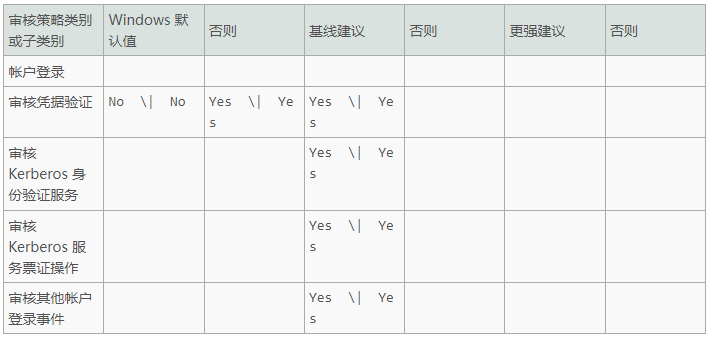 审核策略类别或子类别
Windows 默认值
否则
基线建议
否则
更强建议
否则
帐户登录
审核凭据验证
No \| No
Yes \| Yes
Yes \| Yes
审核 Kerberos 身份验证服务
Yes \| Yes
审核 Kerberos 服务票证操作
Yes \| Yes
审核其他帐户登录事件
Yes \| Yes